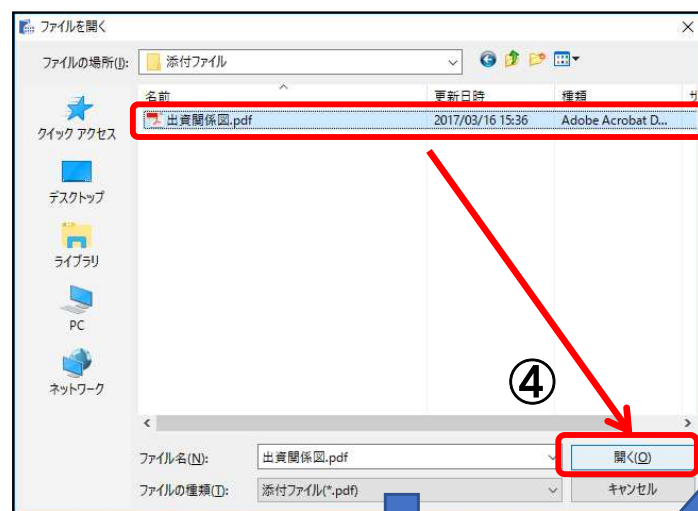 ファイルを開く
ファイルの場所(I): 添付ファイル
名前 更新日時 種類 サ
出資関係図.pdf 2017/03/16 15:36 Adobe Acrobat D...
クイック アクセス
デスクトップ
ライブラリ
PC
ネットワーク
④
ファイル名(N): 出資関係図.pdf 開く(O)
ファイルの種類(T): 添付ファイル(*.pdf) キャンセル